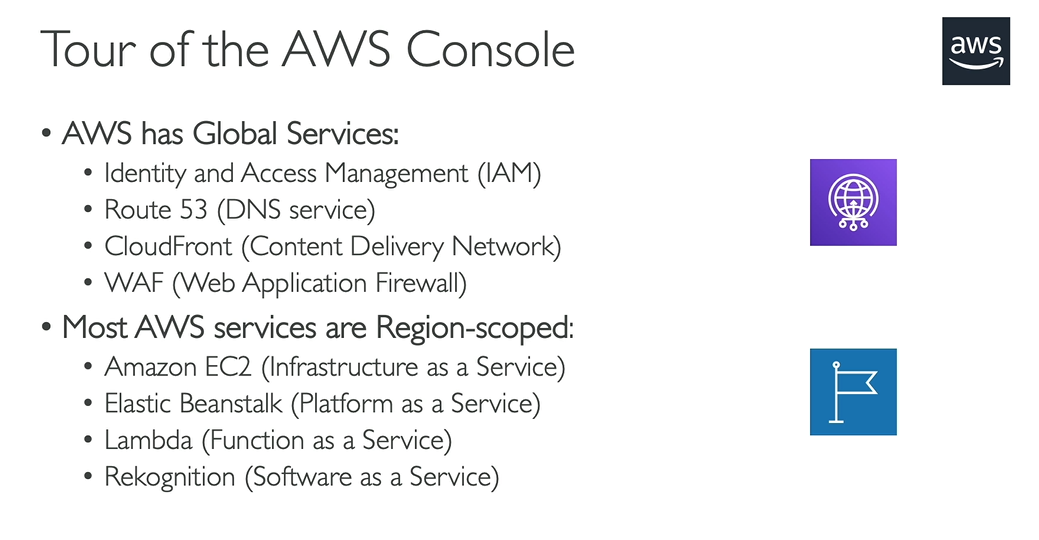 Tour of the AWS Console
aws
• AWS has Global Services:
• Identity and Access Management (IAM)
• Route 53 (DNS service)
• CloudFront (Content Delivery Network)
• WAF (Web Application Firewall)
• Most AWS services are Region-scoped:
• Amazon EC2 (Infrastructure as a Service)
• Elastic Beanstalk (Platform as a Service)
• Lambda (Function as a Service)
• Rekognition (Software as a Service)